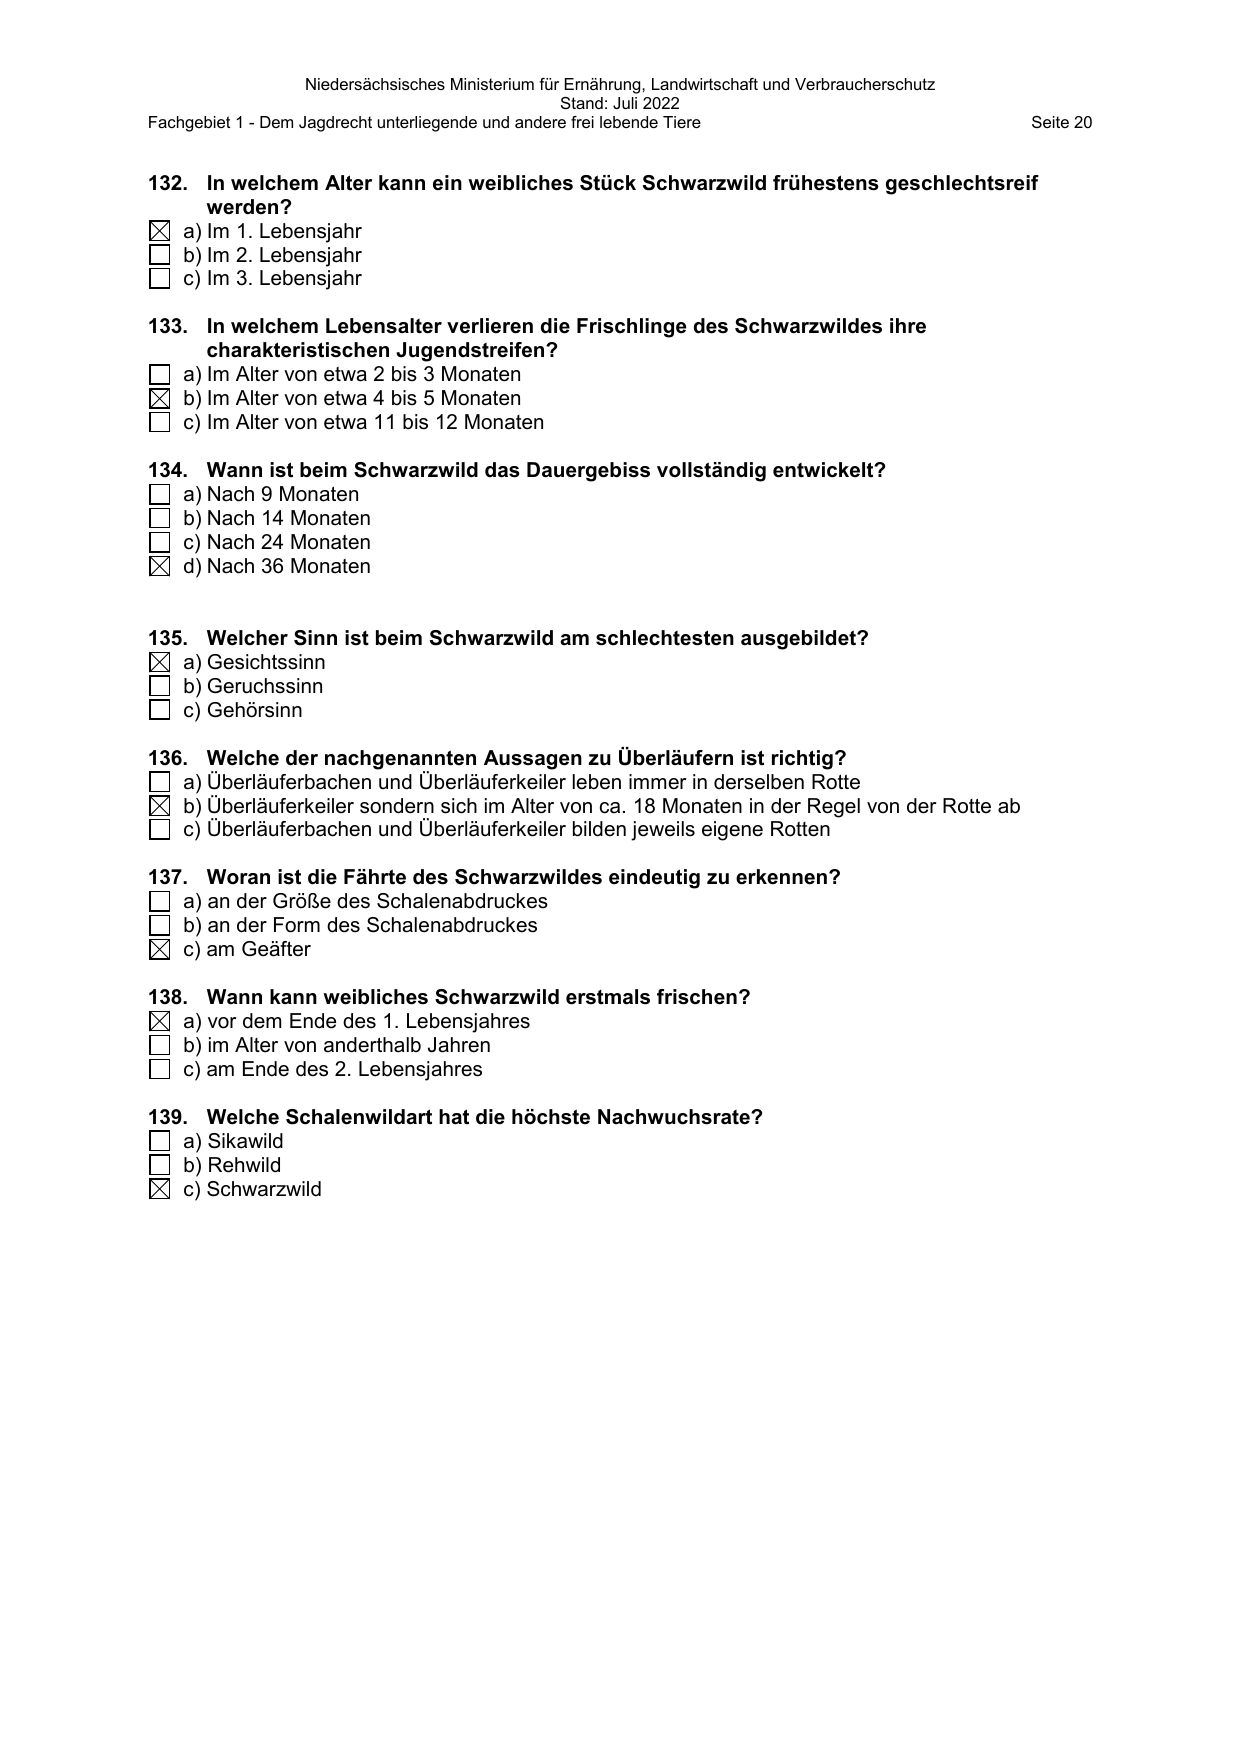 Niedersächsisches Ministerium für Ernährung, Landwirtschaft und Verbraucherschutz
Stand: Juli 2022
Fachgebiet 1 - Dem Jagdrecht unterliegende und andere frei lebende Tiere Seite 20
132. In welchem Alter kann ein weibliches Stück Schwarzwild frühestens geschlechtsreif
werden?
☒ a) Im 1. Lebensjahr
☐ b) Im 2. Lebensjahr
☐ c) Im 3. Lebensjahr
133. In welchem Lebensalter verlieren die Frischlinge des Schwarzwildes ihre
charakteristischen Jugendstreifen?
☐ a) Im Alter von etwa 2 bis 3 Monaten
☒ b) Im Alter von etwa 4 bis 5 Monaten
☐ c) Im Alter von etwa 11 bis 12 Monaten
134. Wann ist beim Schwarzwild das Dauergebiss vollständig entwickelt?
☐ a) Nach 9 Monaten
☐ b) Nach 14 Monaten
☐ c) Nach 24 Monaten
☒ d) Nach 36 Monaten
135. Welcher Sinn ist beim Schwarzwild am schlechtesten ausgebildet?
☒ a) Gesichtssinn
☐ b) Geruchssinn
☐ c) Gehörsinn
136. Welche der nachgenannten Aussagen zu Überläufern ist richtig?
☐ a) Überläuferbachen und Überläuferkeiler leben immer in derselben Rotte
☒ b) Überläuferkeiler sondern sich im Alter von ca. 18 Monaten in der Regel von der Rotte ab
☐ c) Überläuferbachen und Überläuferkeiler bilden jeweils eigene Rotten
137. Woran ist die Fährte des Schwarzwildes eindeutig zu erkennen?
☐ a) an der Größe des Schalenabdruckes
☐ b) an der Form des Schalenabdruckes
☒ c) am Geäfter
138. Wann kann weibliches Schwarzwild erstmals frischen?
☒ a) vor dem Ende des 1. Lebensjahres
☐ b) im Alter von anderthalb Jahren
☐ c) am Ende des 2. Lebensjahres
139. Welche Schalenwildart hat die höchste Nachwuchsrate?
☐ a) Sikawild
☐ b) Rehwild
☒ c) Schwarzwild